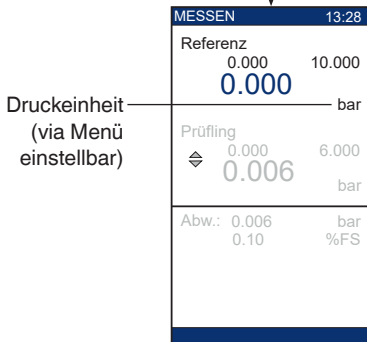 MESSEN 13:28
Referenz
0.000 10.000
0.000
bar
Druckeinheit
(via Menü
einstellbar)
Prüfling
0.000 6.000
0.006
bar
Abw.: 0.006 bar
0.10 %FS